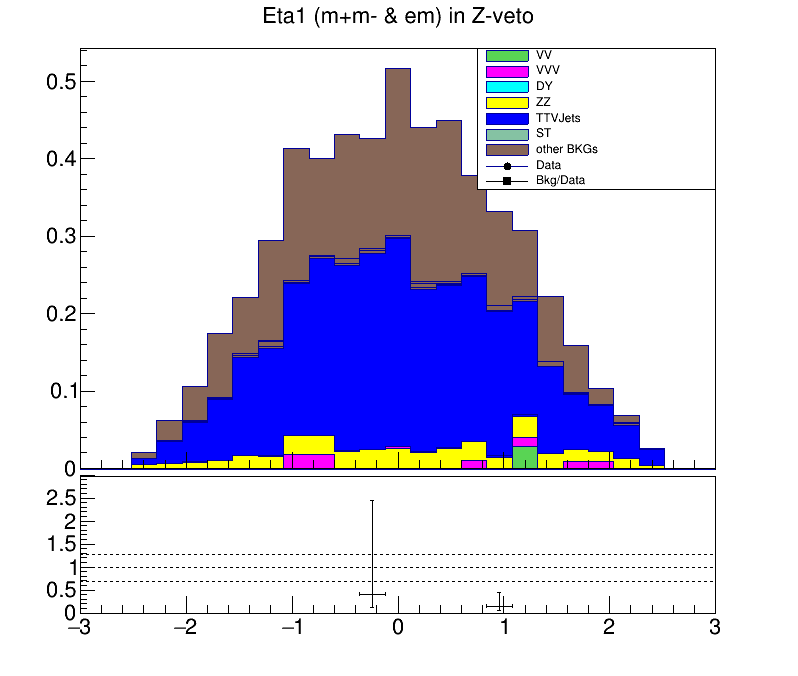 Eta1 (m+m- & em) in Z-veto
VV
VVV
DY
ZZ
TTVJets
ST
other BKGs
Data
Bkg/Data
0.5
0.4
0.3
0.2
0.1
0
2.5
2
1.5
1
0.5
0
−3 −2 −1 0 1 2 3